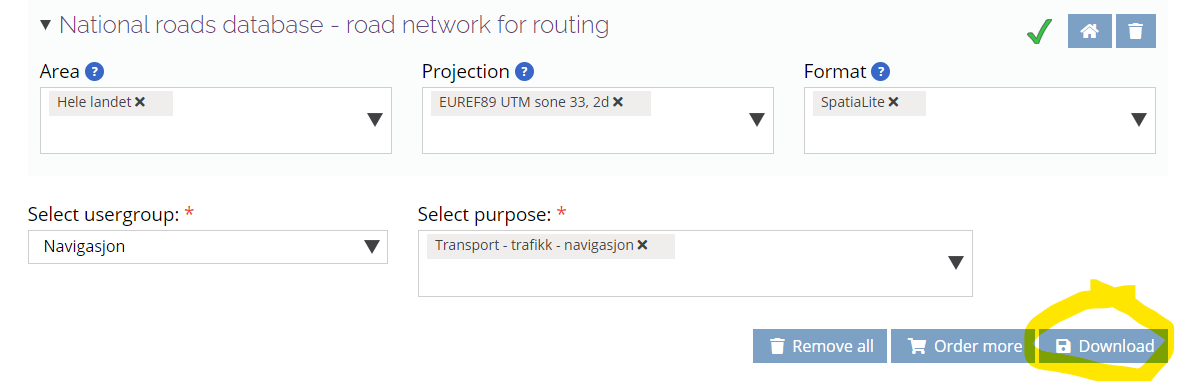 National roads database - road network for routing
Area ? Projection ? Format ?
Hele landet × EUREF89 UTM sone 33, 2d × SpatiaLite ×
Select usergroup: * Select purpose: *
Navigasjon Transport - trafikk - navigasjon ×
Remove all Order more Download